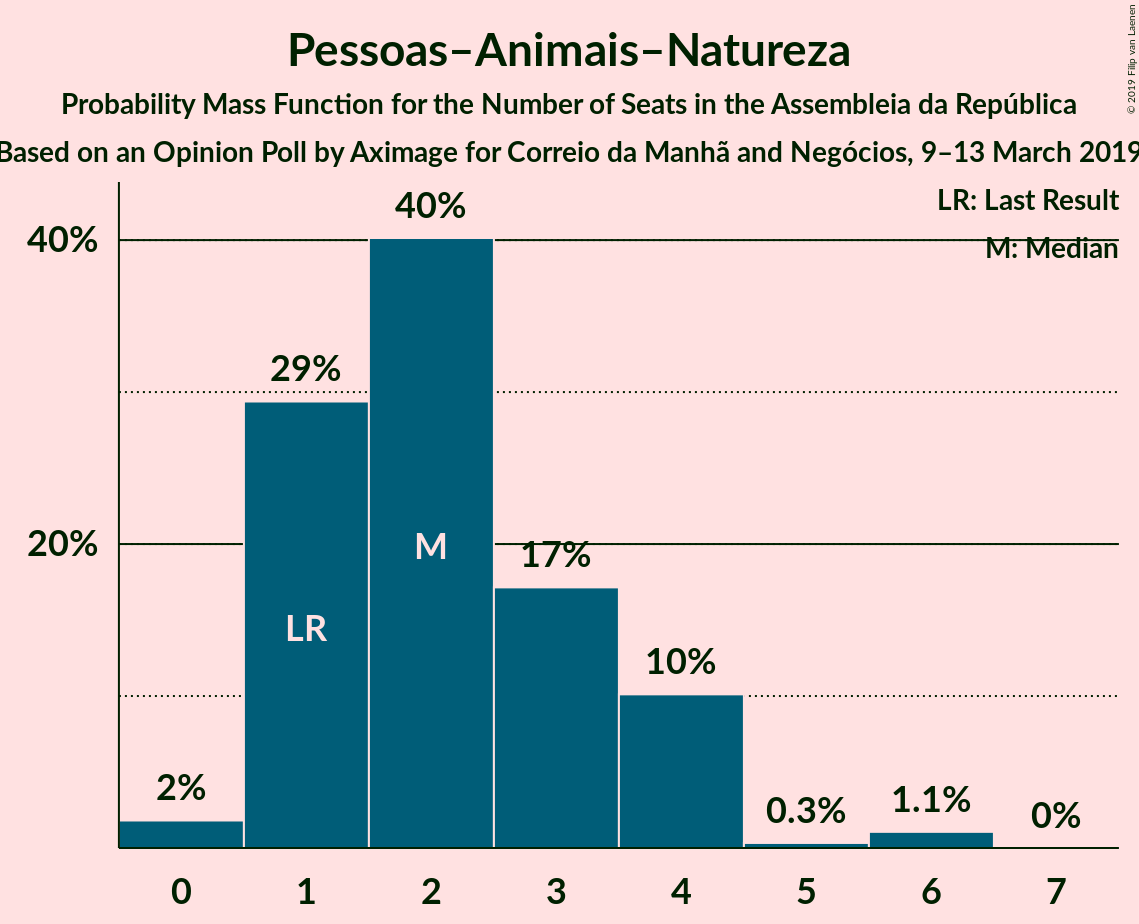 Pessoas–Animais–Natureza
Probability Mass Function for the Number of Seats in the Assembleia da República
Based on an Opinion Poll by Aximage for Correio da Manhã and Negócios, 9–13 March 2019
© 2019 Filip van Laenen
LR: Last Result
M: Median
40%
20%
2%
29%
40%
17%
10%
0.3%
1.1%
0%
LR
M
0 1 2 3 4 5 6 7